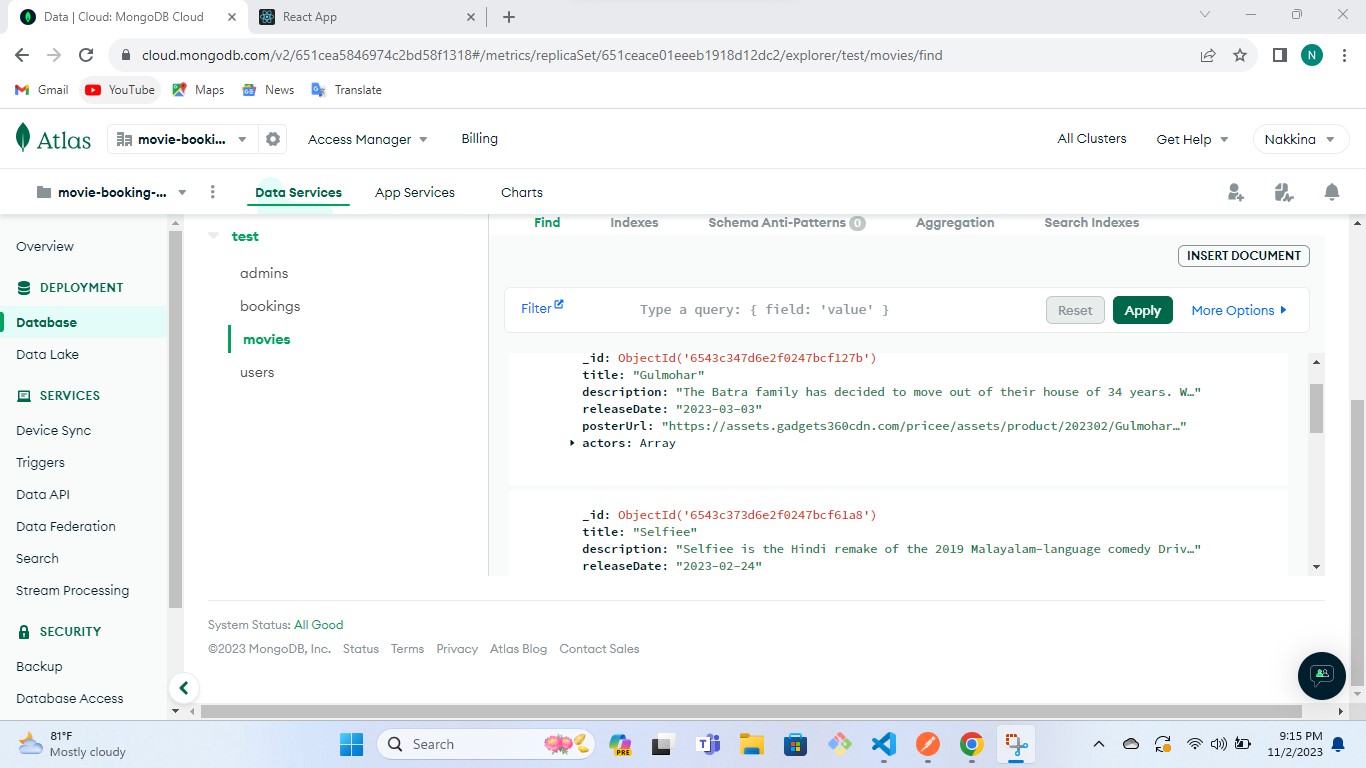 Data | Cloud: MongoDB Cloud
React App
cloud.mongodb.com/v2/651cea5846974c2bd58f1318#/metrics/replicaSet/651ceace01eeeb1918d12dc2/explorer/test/movies/find
N
Gmail YouTube Maps News Translate
Atlas movie-booki... Access Manager Billing All Clusters Get Help Nakkina
movie-booking-... Data Services App Services Charts
Overview
DEPLOYMENT
Database
Data Lake
SERVICES
Device Sync
Triggers
Data API
Data Federation
Search
Stream Processing
SECURITY
Backup
Database Access
test
admins
bookings
movies
users
Find Indexes Schema Anti-Patterns 0 Aggregation Search Indexes
INSERT DOCUMENT
Filter Type a query: { field: 'value' } Reset Apply More Options
_id: ObjectId('6543c347d6e2f0247bcf127b')
title: "Gulmohar"
description: "The Batra family has decided to move out of their house of 34 years. W…"
releaseDate: "2023-03-03"
posterUrl: "https://assets.gadgets360cdn.com/pricee/assets/product/202302/Gulmohar…"
actors: Array
_id: ObjectId('6543c373d6e2f0247bcf61a8')
title: "Selfiee"
description: "Selfiee is the Hindi remake of the 2019 Malayalam-language comedy Driv…"
releaseDate: "2023-02-24"
System Status: All Good
©2023 MongoDB, Inc. Status Terms Privacy Atlas Blog Contact Sales
81°F
Mostly cloudy
Search
PRE
9:15 PM
11/2/2023